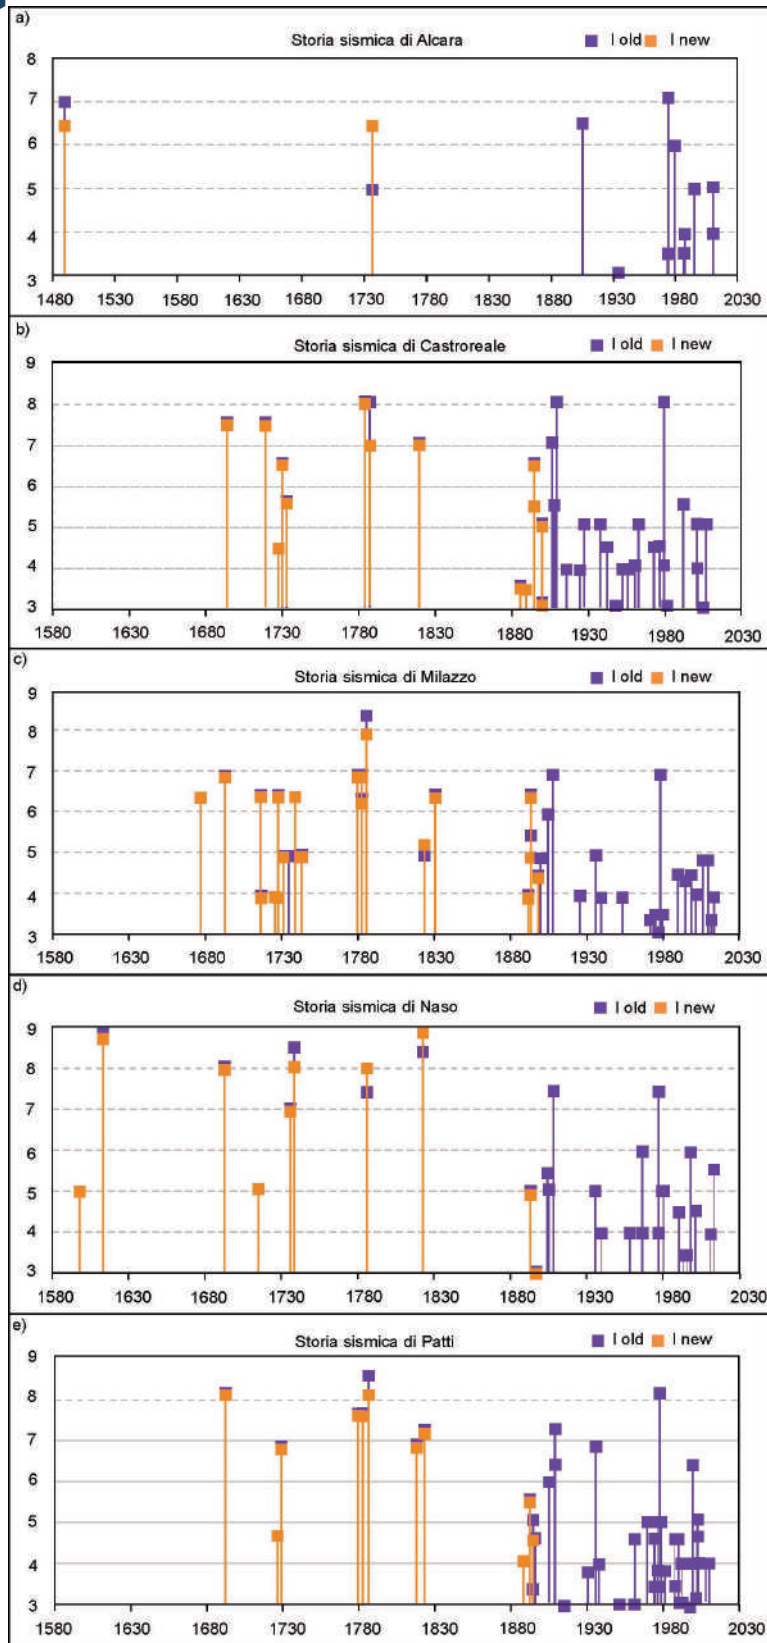 a)
Storia sismica di Alcara
I old
I new
8
7
6
5
4
3
1480 1530 1580 1630 1680 1730 1780 1830 1880 1930 1980 2030
b)
Storia sismica di Castroreale
I old
I new
9
8
7
6
5
4
3
1580 1630 1680 1730 1780 1830 1880 1930 1980 2030
c)
Storia sismica di Milazzo
I old
I new
9
8
7
6
5
4
3
1580 1630 1680 1730 1780 1830 1880 1930 1980 2030
d)
Storia sismica di Naso
I old
I new
9
8
7
6
5
4
3
1580 1630 1680 1730 1780 1830 1880 1930 1980 2030
e)
Storia sismica di Patti
I old
I new
9
8
7
6
5
4
3
1580 1630 1680 1730 1780 1830 1880 1930 1980 2030